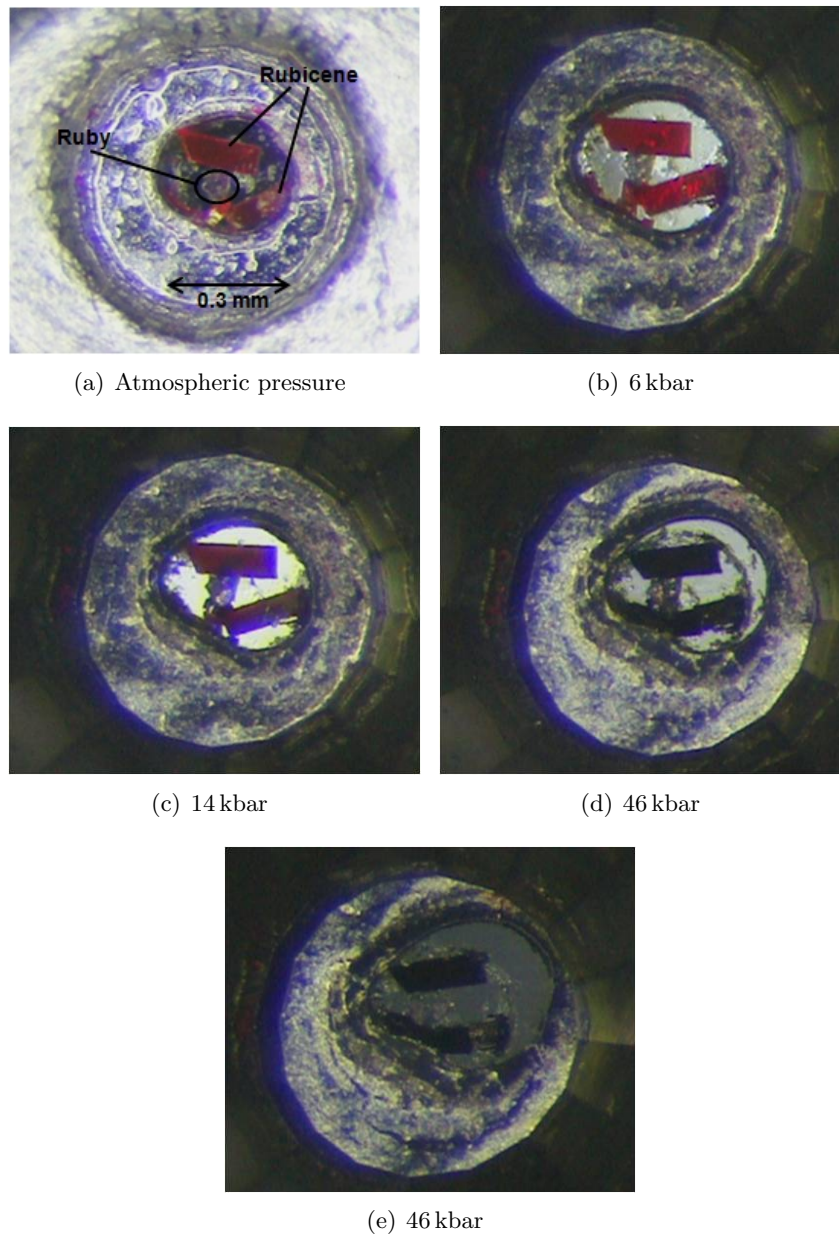 Rubicene
Ruby
0.3 mm
(a) Atmospheric pressure
(b) 6 kbar
(c) 14 kbar
(d) 46 kbar
(e) 46 kbar